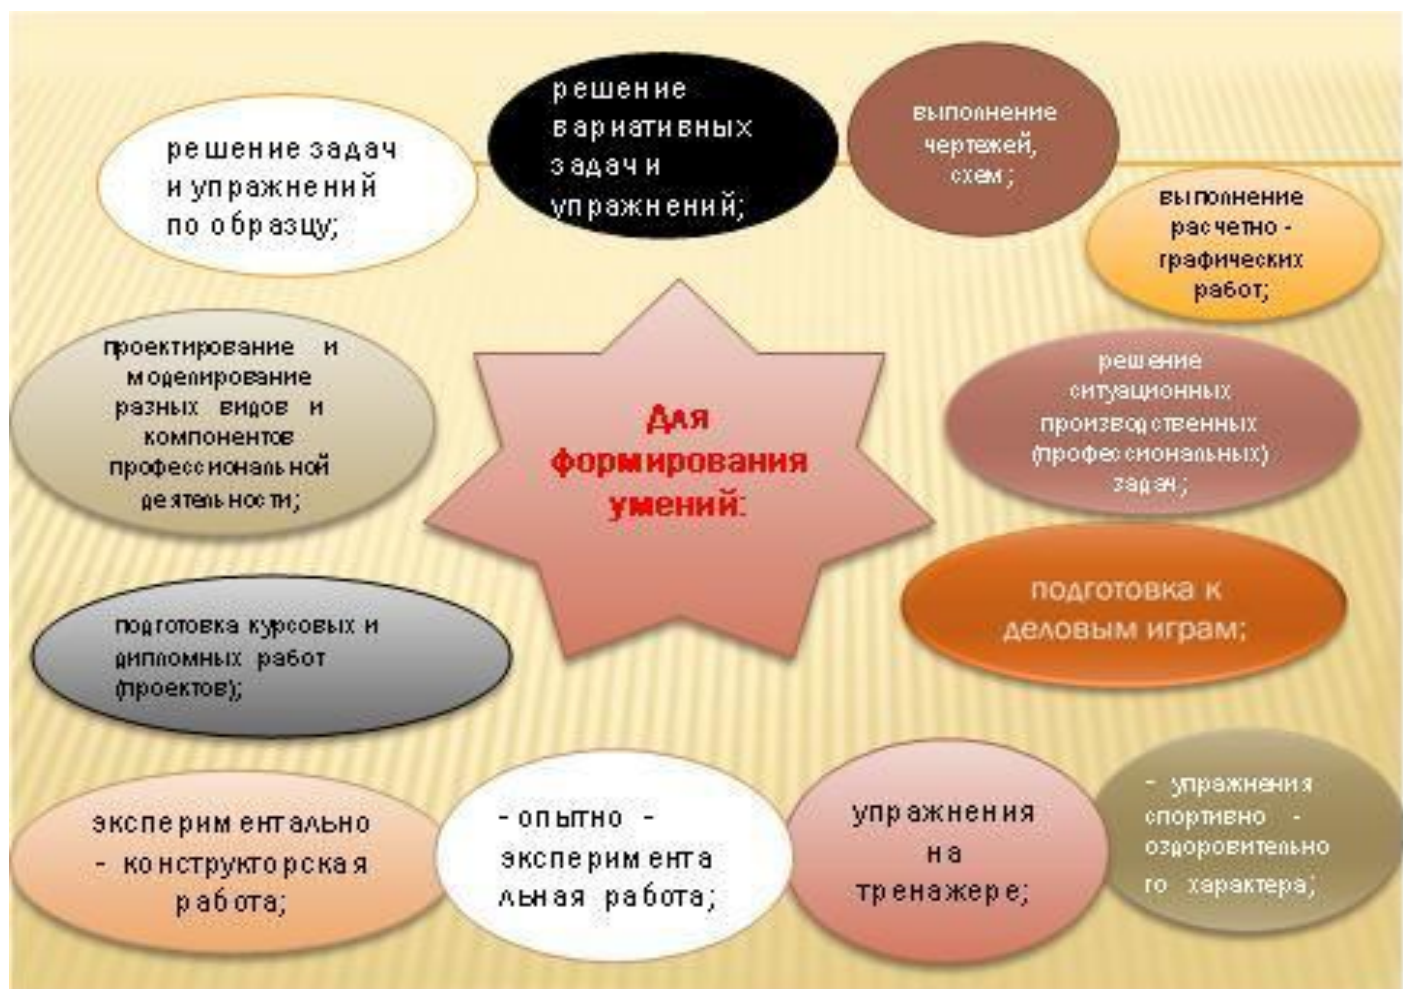 решение задач
и упражнений
по образцу;
решение
вариативных
задач и
упражнений;
выполнение
чертежей,
схем;
выполнение
расчетно -
графических
работ;
проектирование и
моделирование
разных видов и
компонентов
профессиональной
деятельности;
Для
формирования
умений:
решение
ситуационных
производственных
(профессиональных)
задач;
подготовка курсовых и
дипломных работ
(проектов);
подготовка к
деловым играм;
экспериментально
- конструкторская
работа;
- опытно -
эксперимента
льная работа;
упражнения
на
тренажере;
- упражнения
спортивно -
оздоровительно
го характера;